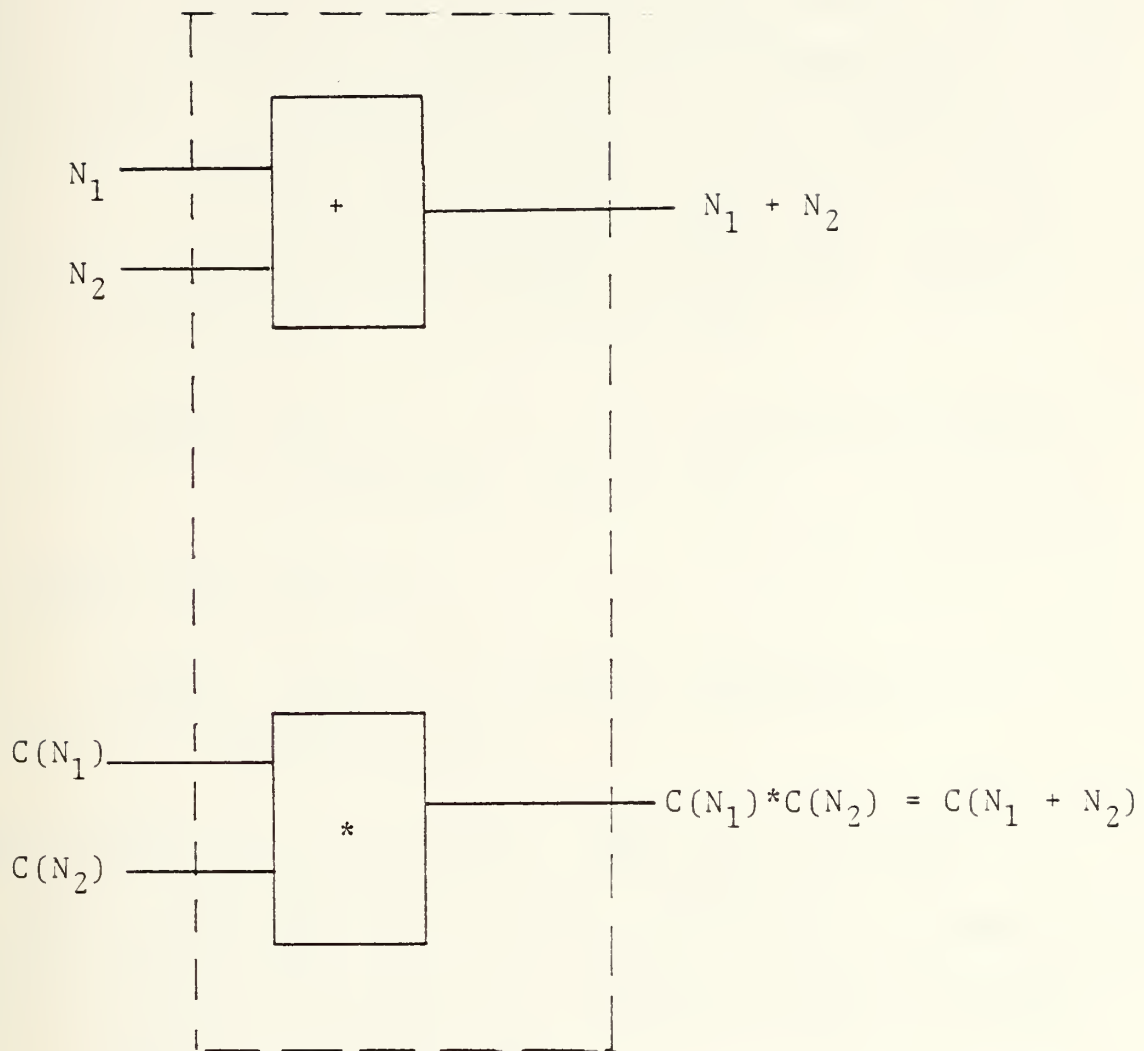 N₁
+
N₁ + N₂
N₂
C(N₁)
C(N₁)*C(N₂) = C(N₁ + N₂)
*
C(N₂)